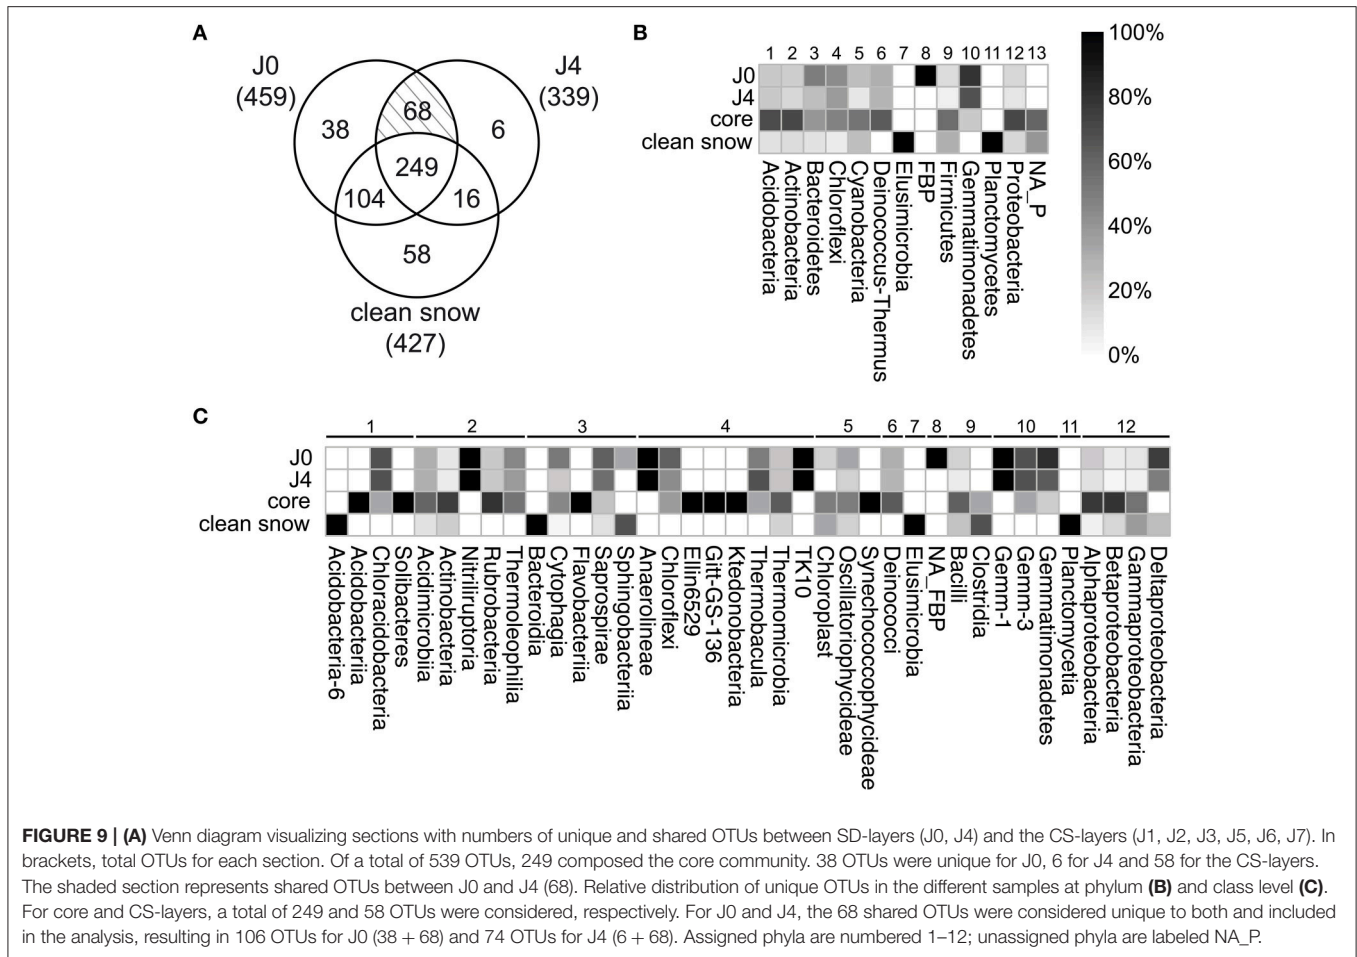 A
J0
(459)
J4
(339)
38
68
6
249
104
16
58
clean snow
(427)
B
1 2 3 4 5 6 7 8 9 10 11 12 13
J0
J4
core
clean snow
Acidobacteria
Actinobacteria
Bacteroidetes
Chloroflexi
Cyanobacteria
Deinococcus-Thermus
Elusimicrobia
FBP
Firmicutes
Gemmatimonadetes
Planctomycetes
Proteobacteria
NA_P
100%
80%
60%
40%
20%
0%
C
1 2 3 4 5 6 7 8 9 10 11 12
J0
J4
core
clean snow
Acidobacteria-6
Acidobacteriia
Chloracidobacteria
Solibacteres
Acidimicrobiia
Actinobacteria
Nitriliruptoria
Rubrobacteria
Thermoleophilia
Bacteroidia
Cytophagia
Flavobacteriia
Saprospirae
Sphingobacteriia
Anaerolineae
Chloroflexi
Ellin6529
Gitt-GS-136
Ktedonobacteria
Thermobacula
Thermomicrobia
TK10
Chloroplast
Oscillatoriophycideae
Synechococcophycideae
Deinococci
Elusimicrobia
NA_FBP
Bacilli
Clostridia
Gemm-1
Gemm-3
Gemmatimonadetes
Planctomycetia
Alphaproteobacteria
Betaproteobacteria
Gammaproteobacteria
Deltaproteobacteria
FIGURE 9 | (A) Venn diagram visualizing sections with numbers of unique and shared OTUs between SD-layers (J0, J4) and the CS-layers (J1, J2, J3, J5, J6, J7). In
brackets, total OTUs for each section. Of a total of 539 OTUs, 249 composed the core community. 38 OTUs were unique for J0, 6 for J4 and 58 for the CS-layers.
The shaded section represents shared OTUs between J0 and J4 (68). Relative distribution of unique OTUs in the different samples at phylum (B) and class level (C).
For core and CS-layers, a total of 249 and 58 OTUs were considered, respectively. For J0 and J4, the 68 shared OTUs were considered unique to both and included
in the analysis, resulting in 106 OTUs for J0 (38 + 68) and 74 OTUs for J4 (6 + 68). Assigned phyla are numbered 1–12; unassigned phyla are labeled NA_P.